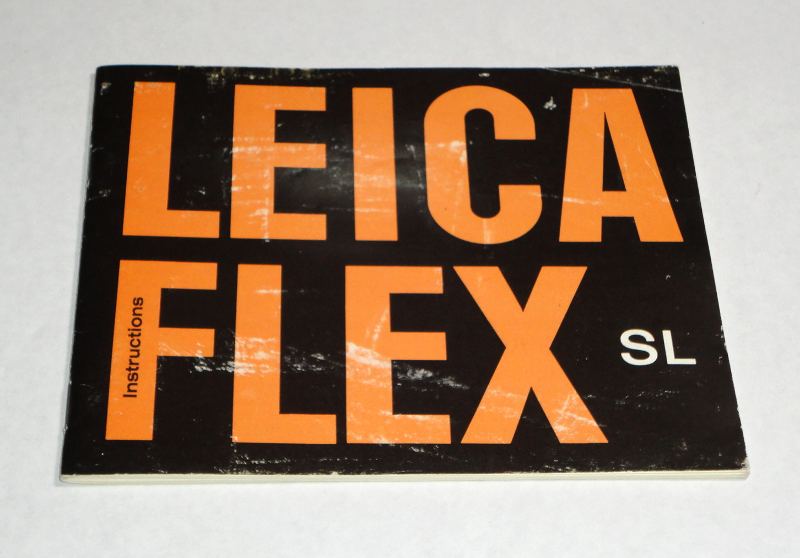 LEICA
FLEX
SL
Instructions